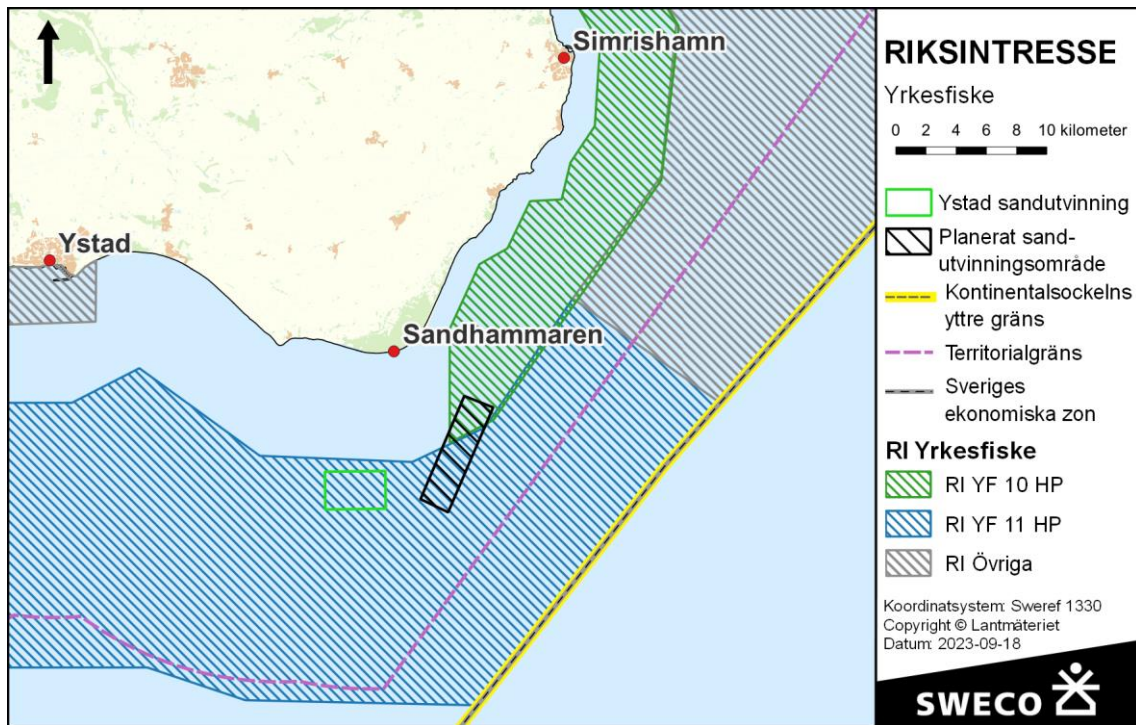 Simrishamn
Ystad
Sandhammaren
RIKSINTRESSE
Yrkesfiske
0 2 4 6 8 10 kilometer
Ystad sandutvinning
Planerat sand-
utvinningsområde
Kontinentalsockelns
yttre gräns
Territorialgräns
Sveriges
ekonomiska zon
RI Yrkesfiske
RI YF 10 HP
RI YF 11 HP
RI Övriga
Koordinatsystem: Sweref 1330
Copyright © Lantmäteriet
Datum: 2023-09-18
SWECO